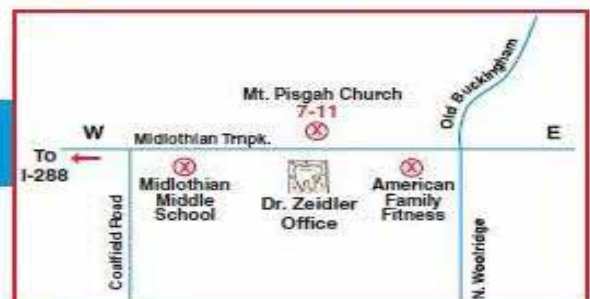 Mt. Pisgah Church
7-11
Old Buckingham
W
Midlothian Trnpk.
E
To
I-288
Midlothian
Middle
School
Dr. Zeidler
Office
American
Family
Fitness
Coalfield Road
N. Woolridge